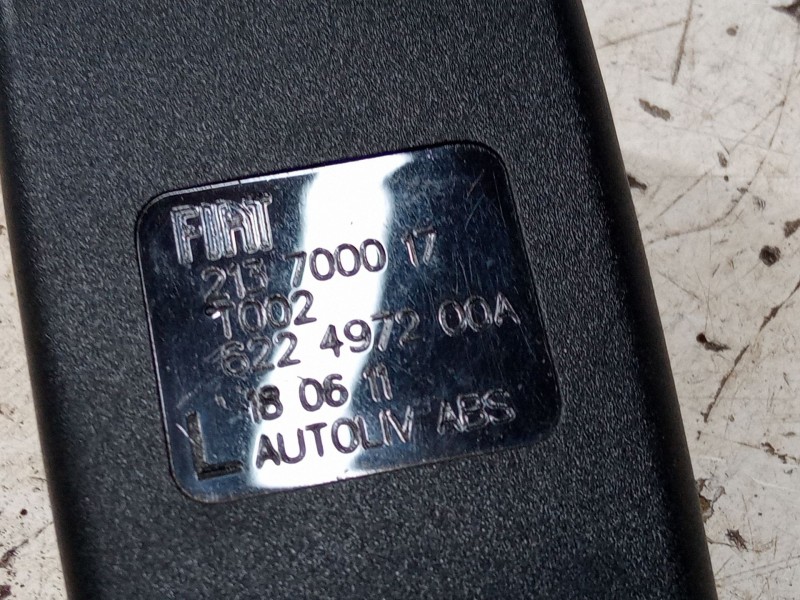 FIAT
213 7000 17
T002
622 4972 00A
18 06 11
L AUTOLIV ABS